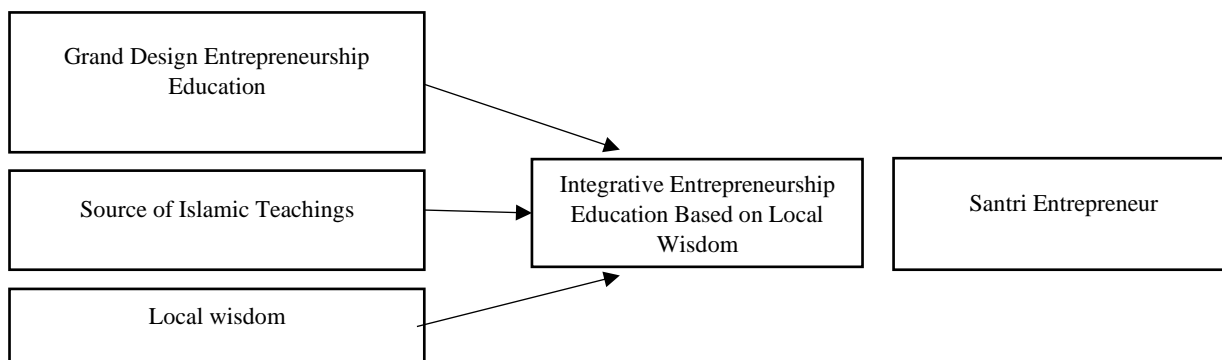 Grand Design Entrepreneurship
Education
Source of Islamic Teachings
Local wisdom
Integrative Entrepreneurship
Education Based on Local
Wisdom
Santri Entrepreneur